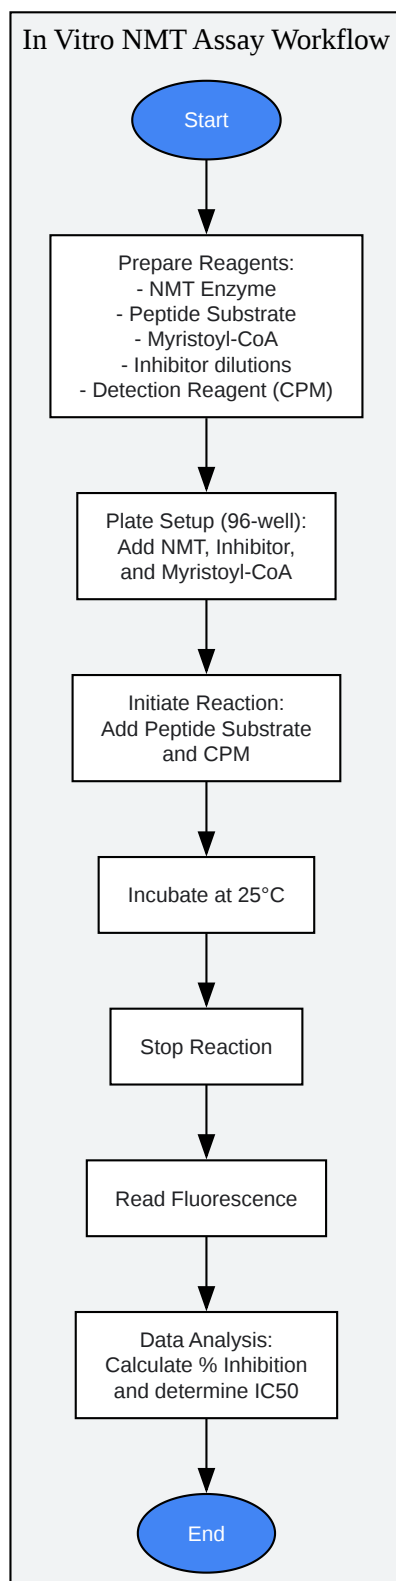 In Vitro NMT Assay Workflow
Start
Prepare Reagents:
- NMT Enzyme
- Peptide Substrate
- Myristoyl-CoA
- Inhibitor dilutions
- Detection Reagent (CPM)
Plate Setup (96-well):
Add NMT, Inhibitor,
and Myristoyl-CoA
Initiate Reaction:
Add Peptide Substrate
and CPM
Incubate at 25°C
Stop Reaction
Read Fluorescence
Data Analysis:
Calculate % Inhibition
and determine IC50
End